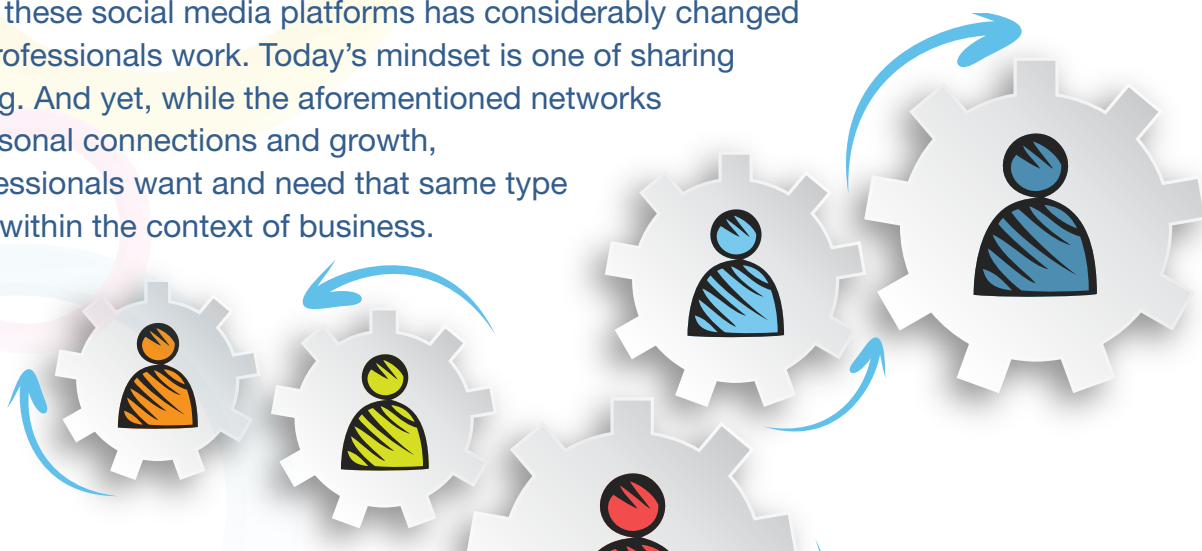 these social media platforms has considerably changed
rofessionals work. Today’s mindset is one of sharing
g. And yet, while the aforementioned networks
sonal connections and growth,
essionals want and need that same type
within the context of business.